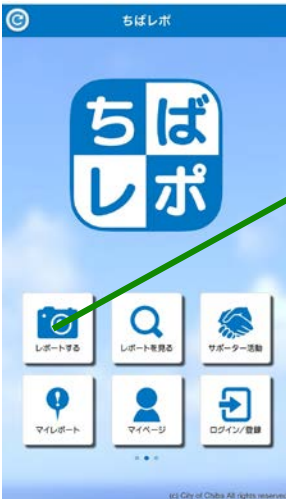 ちばレポ
ちば
レポ
レポートする
レポートを見る
サポーター活動
マイレポート
マイページ
ログイン/登録
(c) City of Chiba All rights reserved